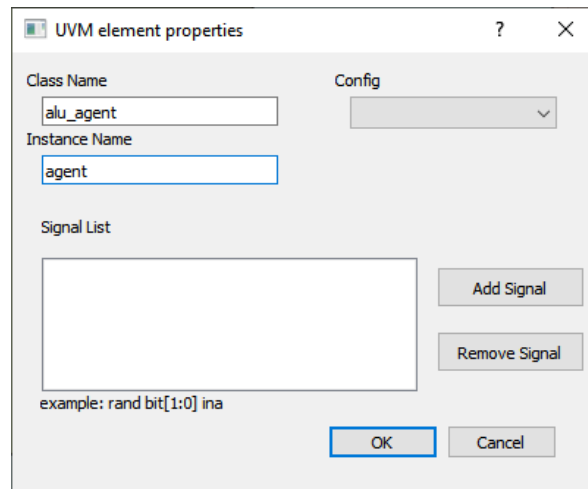 UVM element properties
Class Name
Config
alu_agent
Instance Name
agent
Signal List
Add Signal
Remove Signal
example: rand bit[1:0] ina
OK
Cancel